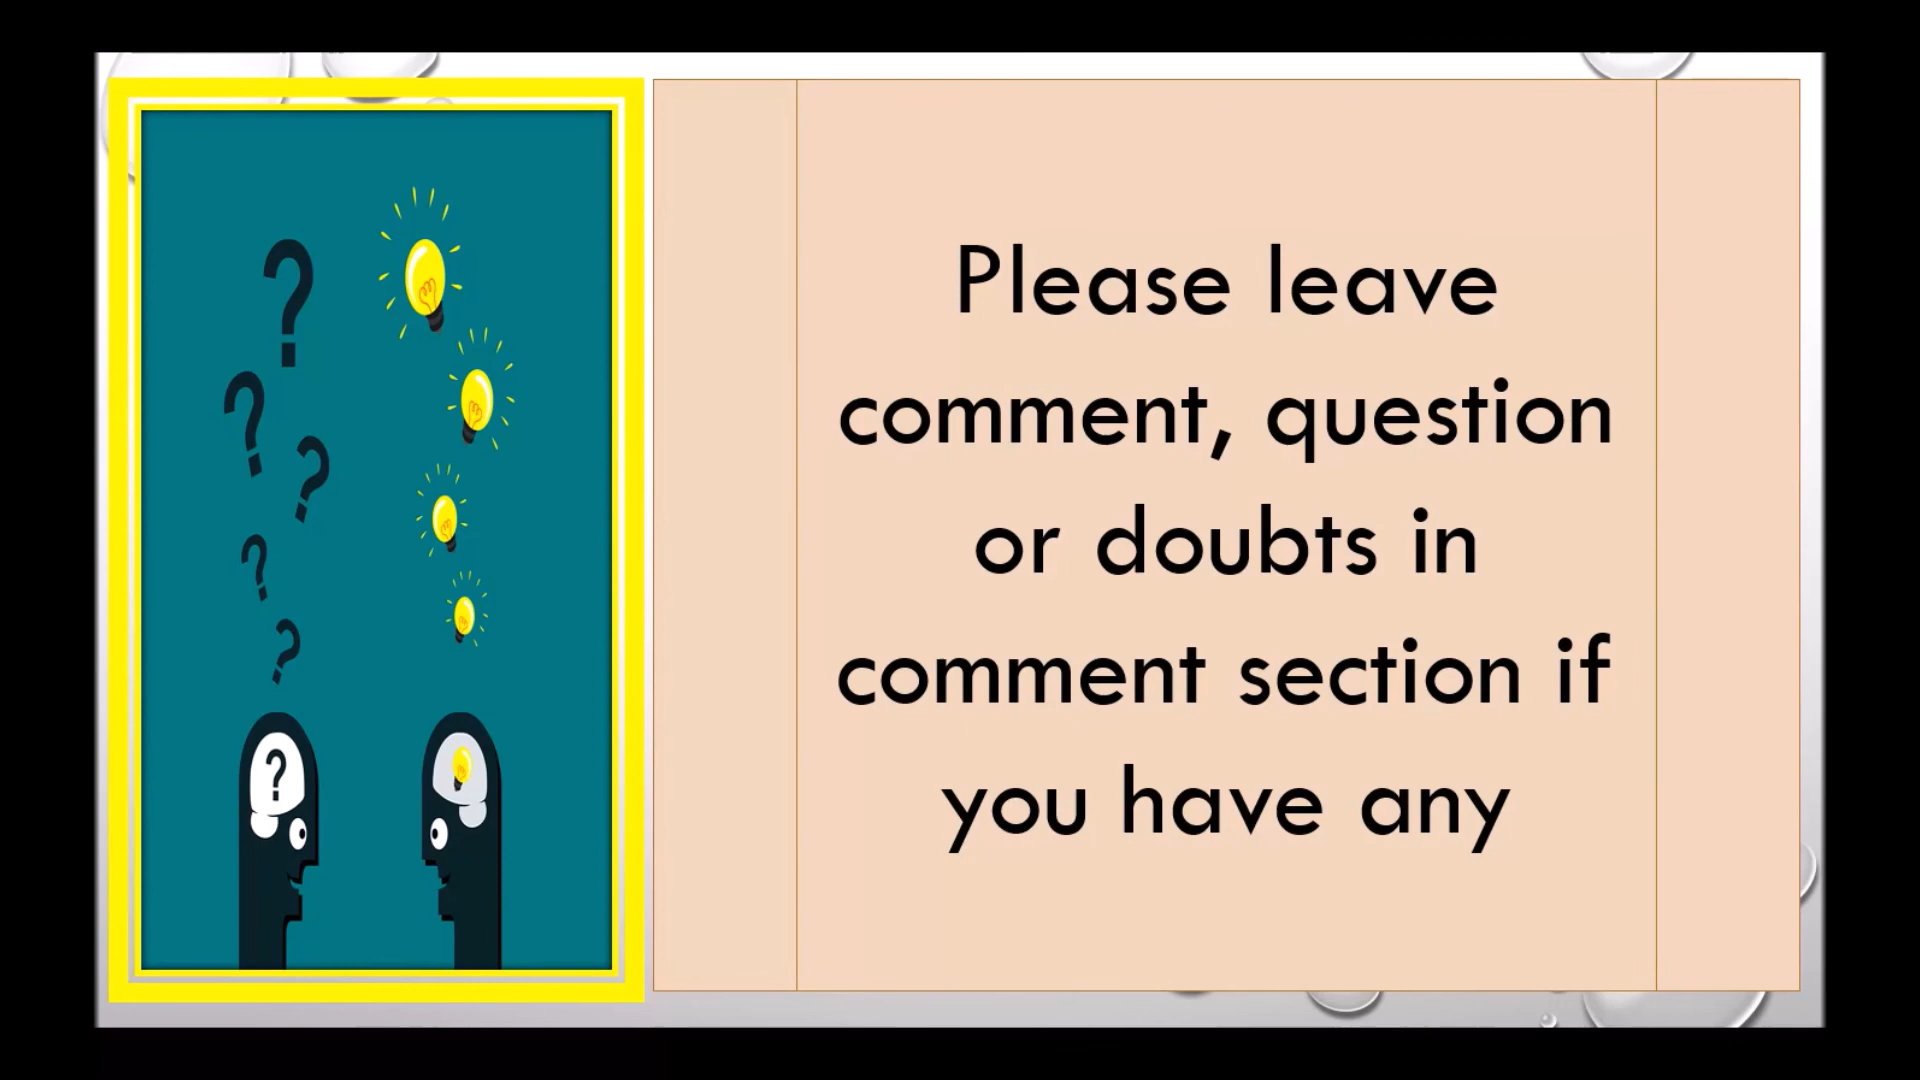 Please leave
comment, question
or doubts in
comment section if
you have any